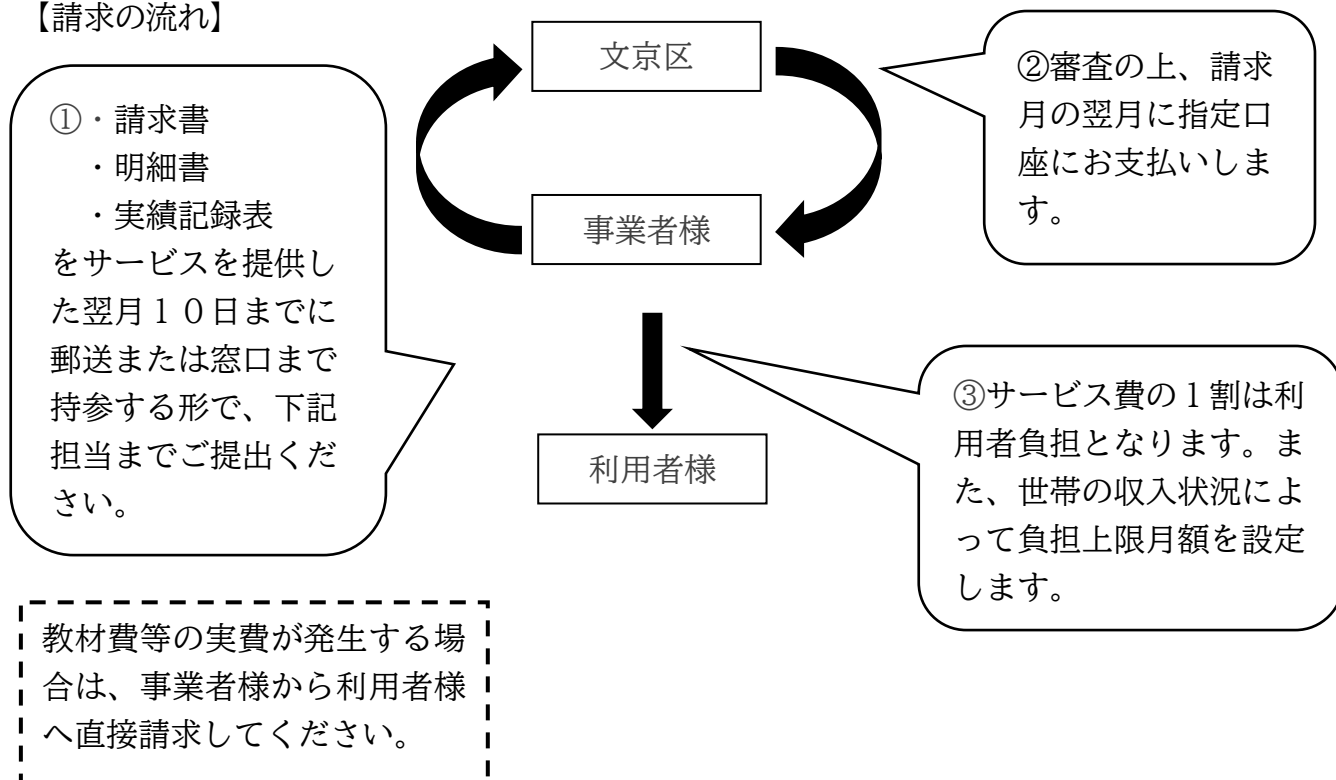 【請求の流れ】
文京区
事業者様
利用者様
①・請求書
・明細書
・実績記録表
をサービスを提供し
た翌月１０日までに
郵送または窓口まで
持参する形で、下記
担当までご提出くだ
さい。
②審査の上、請求
月の翌月に指定口
座にお支払いしま
す。
③サービス費の１割は利
用者負担となります。ま
た、世帯の収入状況によ
って負担上限月額を設定
します。
教材費等の実費が発生する場
合は、事業者様から利用者様
へ直接請求してください。